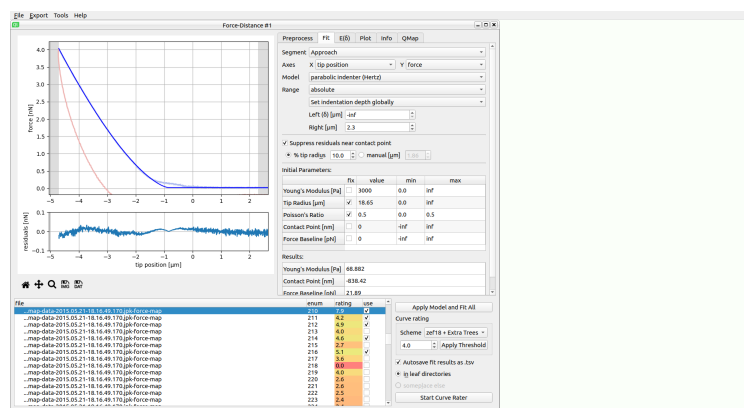 File Export Tools Help
Force-Distance #1
4.0
3.5
3.0
2.5
2.0
1.5
1.0
0.5
0.0
force [nN]
−5 −4 −3 −2 −1 0 1 2
0.1
0.0
−0.1
residuals [nN]
−5 −4 −3 −2 −1 0 1 2
tip position [µm]
Preprocess Fit E(δ) Plot Info QMap
Segment Approach
Axes X tip position Y force
Model parabolic indenter (Hertz)
Range absolute
Set indentation depth globally
Left (δ) [µm] -inf
Right [µm] 2.3
Suppress residuals near contact point
% tip radius 10.0 manual [µm]
Initial Parameters:
fix value min max
Young's Modulus [Pa] 3000 0.0 inf
Tip Radius [µm] 18.65 0.0 inf
Poisson's Ratio 0.5 0.0 0.5
Contact Point [nm] 0 -inf inf
Force Baseline [pN] 0 -inf inf
Results:
Young's Modulus [Pa] 68.882
Contact Point [nm] -838.42
Force Baseline [pN] 21.89
File enum rating use
...map-data-2015.05.21-18.16.49.170.jpk-force-map 210 7.9
...map-data-2015.05.21-18.16.49.170.jpk-force-map 211 4.2
...map-data-2015.05.21-18.16.49.170.jpk-force-map 212 4.9
...map-data-2015.05.21-18.16.49.170.jpk-force-map 213 4.0
...map-data-2015.05.21-18.16.49.170.jpk-force-map 214 4.6
...map-data-2015.05.21-18.16.49.170.jpk-force-map 215 2.7
...map-data-2015.05.21-18.16.49.170.jpk-force-map 216 5.1
...map-data-2015.05.21-18.16.49.170.jpk-force-map 217 3.6
...map-data-2015.05.21-18.16.49.170.jpk-force-map 218 0.0
...map-data-2015.05.21-18.16.49.170.jpk-force-map 219 4.0
...map-data-2015.05.21-18.16.49.170.jpk-force-map 220 2.6
...map-data-2015.05.21-18.16.49.170.jpk-force-map 221 2.6
...map-data-2015.05.21-18.16.49.170.jpk-force-map 222 2.5
...map-data-2015.05.21-18.16.49.170.jpk-force-map 223 2.4
Apply Model and Fit All
Curve rating
Scheme zef18 + Extra Trees
4.0 Apply Threshold
Autosave fit results as .tsv
in leaf directories
someplace else
Start Curve Rater